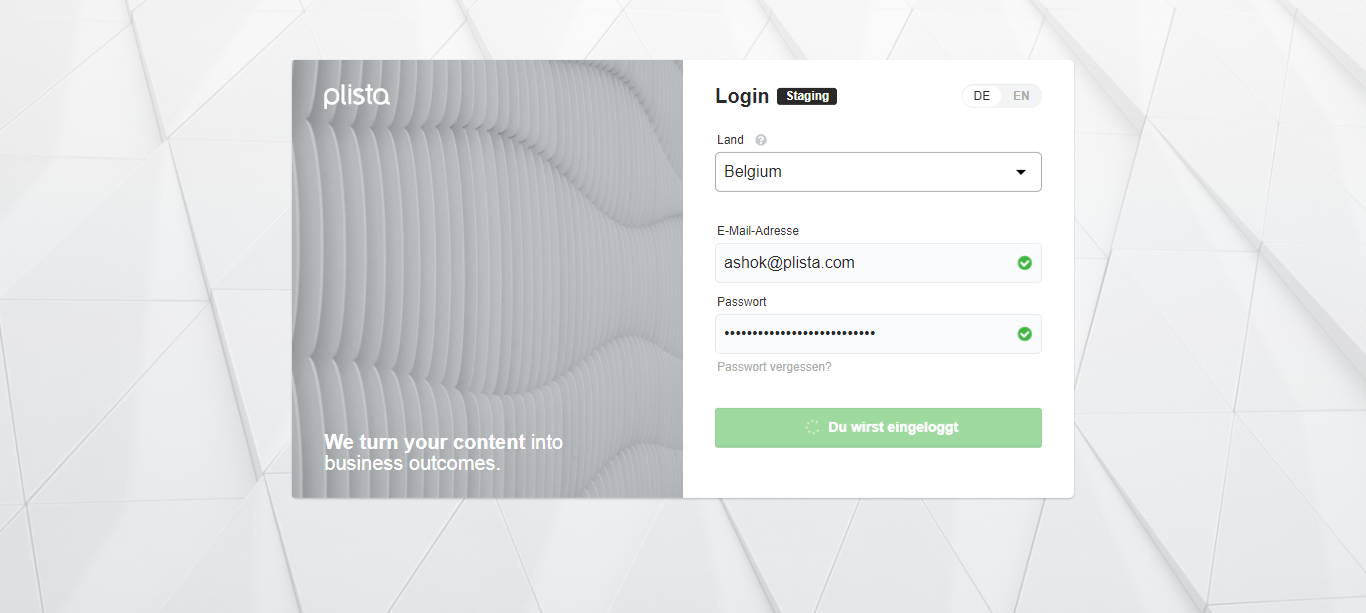 plista
We turn your content into
business outcomes.
Login Staging
DE EN
Land ?
Belgium
E-Mail-Adresse
ashok@plista.com
Passwort
•••••••••••••••••••••••••••
Passwort vergessen?
Du wirst eingeloggt